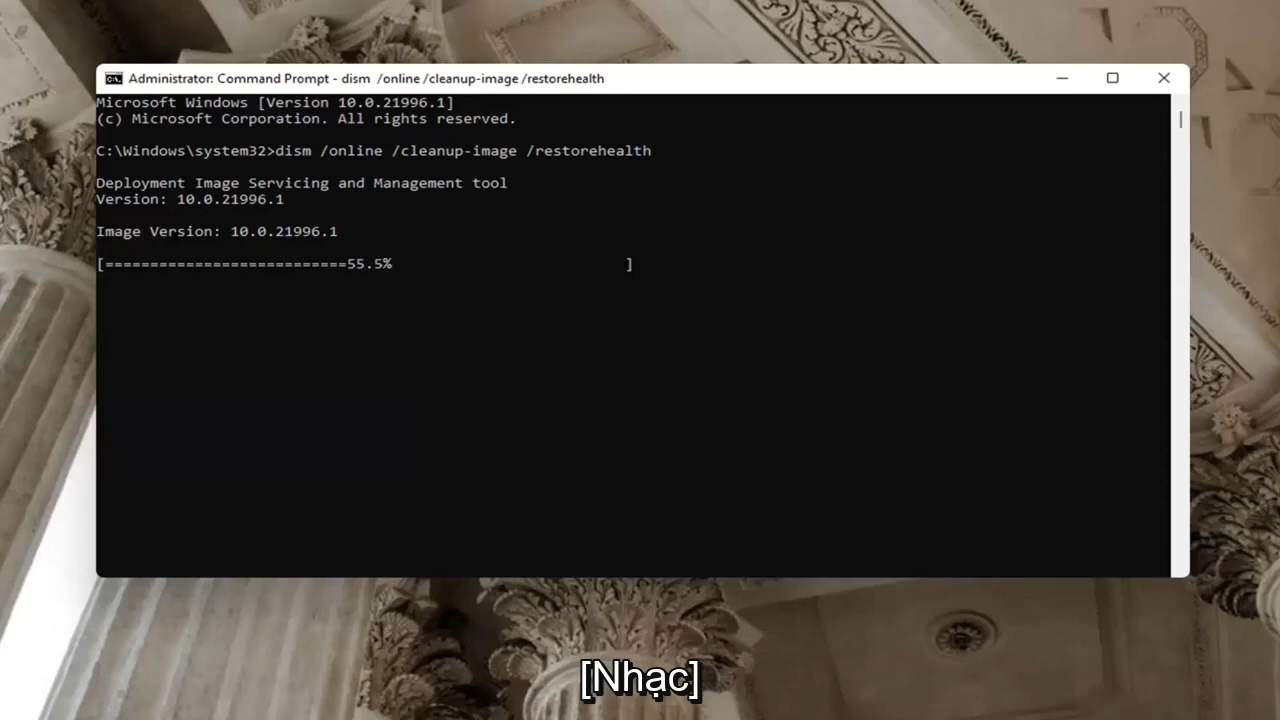 Administrator: Command Prompt - dism  /online /cleanup-image /restorehealth
Microsoft Windows [Version 10.0.21996.1]
(c) Microsoft Corporation. All rights reserved.
C:\Windows\system32>dism /online /cleanup-image /restorehealth
Deployment Image Servicing and Management tool
Version: 10.0.21996.1
Image Version: 10.0.21996.1
[===========================55.5%                          ]
[Nhạc]